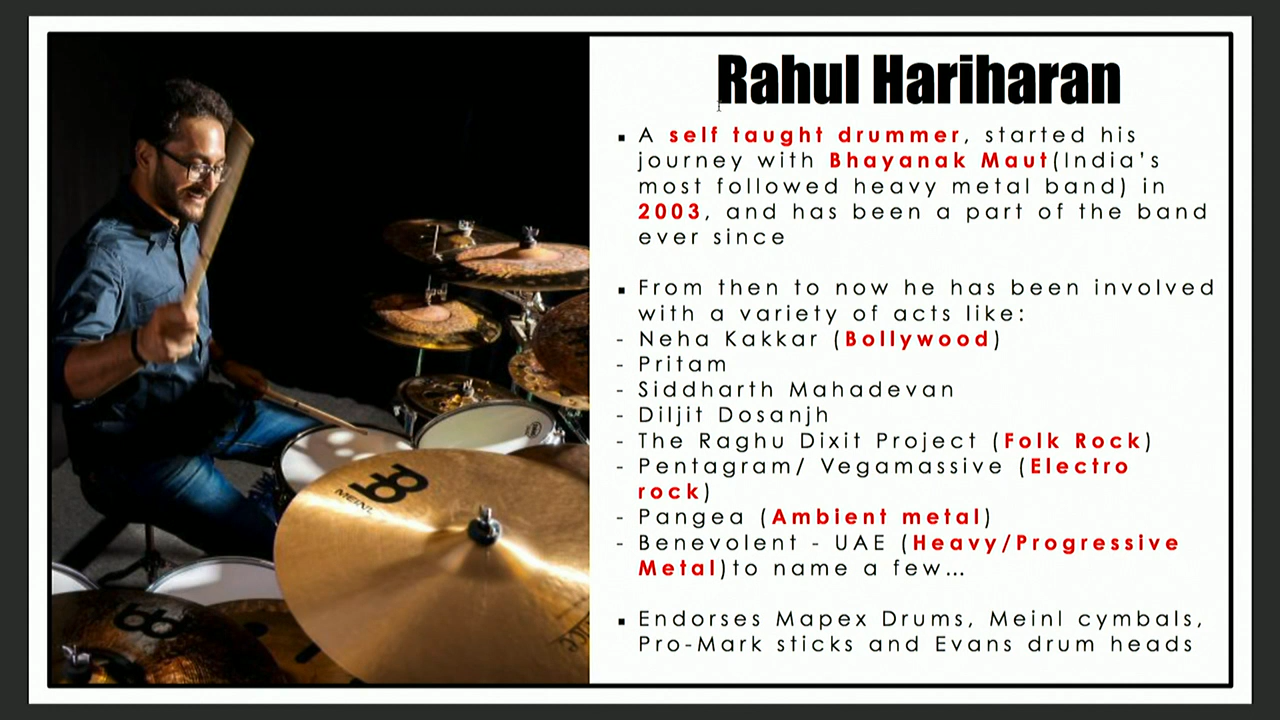 Rahul Hariharan
▪ A self taught drummer, started his
journey with Bhayanak Maut(India's
most followed heavy metal band) in
2003, and has been a part of the band
ever since
▪ From then to now he has been involved
with a variety of acts like:
- Neha Kakkar (Bollywood)
- Pritam
- Siddharth Mahadevan
- Diljit Dosanjh
- The Raghu Dixit Project (Folk Rock)
- Pentagram/ Vegamassive (Electro
rock)
- Pangea (Ambient metal)
- Benevolent - UAE (Heavy/Progressive
Metal)to name a few…
▪ Endorses Mapex Drums, Meinl cymbals,
Pro-Mark sticks and Evans drum heads
MEINL